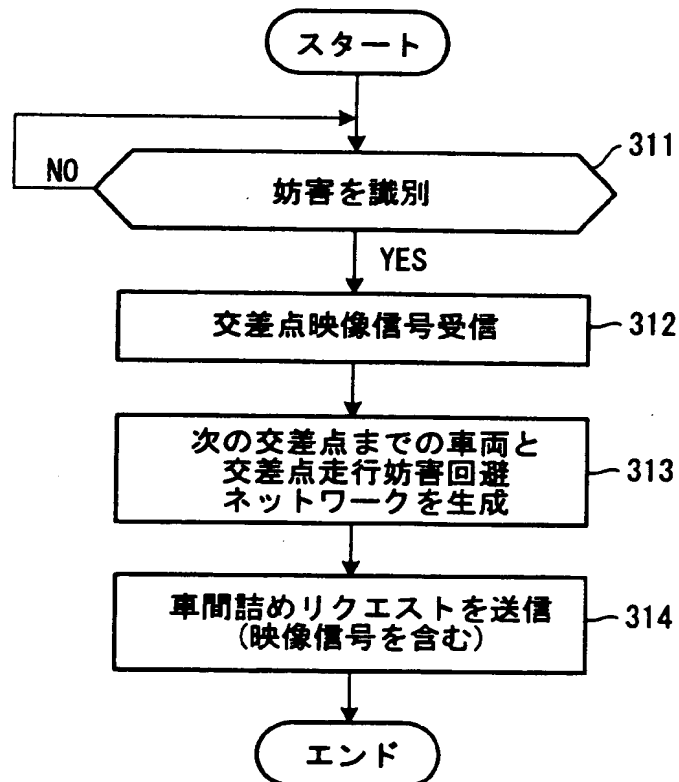 スタート
311
NO
妨害を識別
YES
交差点映像信号受信
312
次の交差点までの車両と
交差点走行妨害回避
ネットワークを生成
313
車間詰めリクエストを送信
(映像信号を含む)
314
エンド